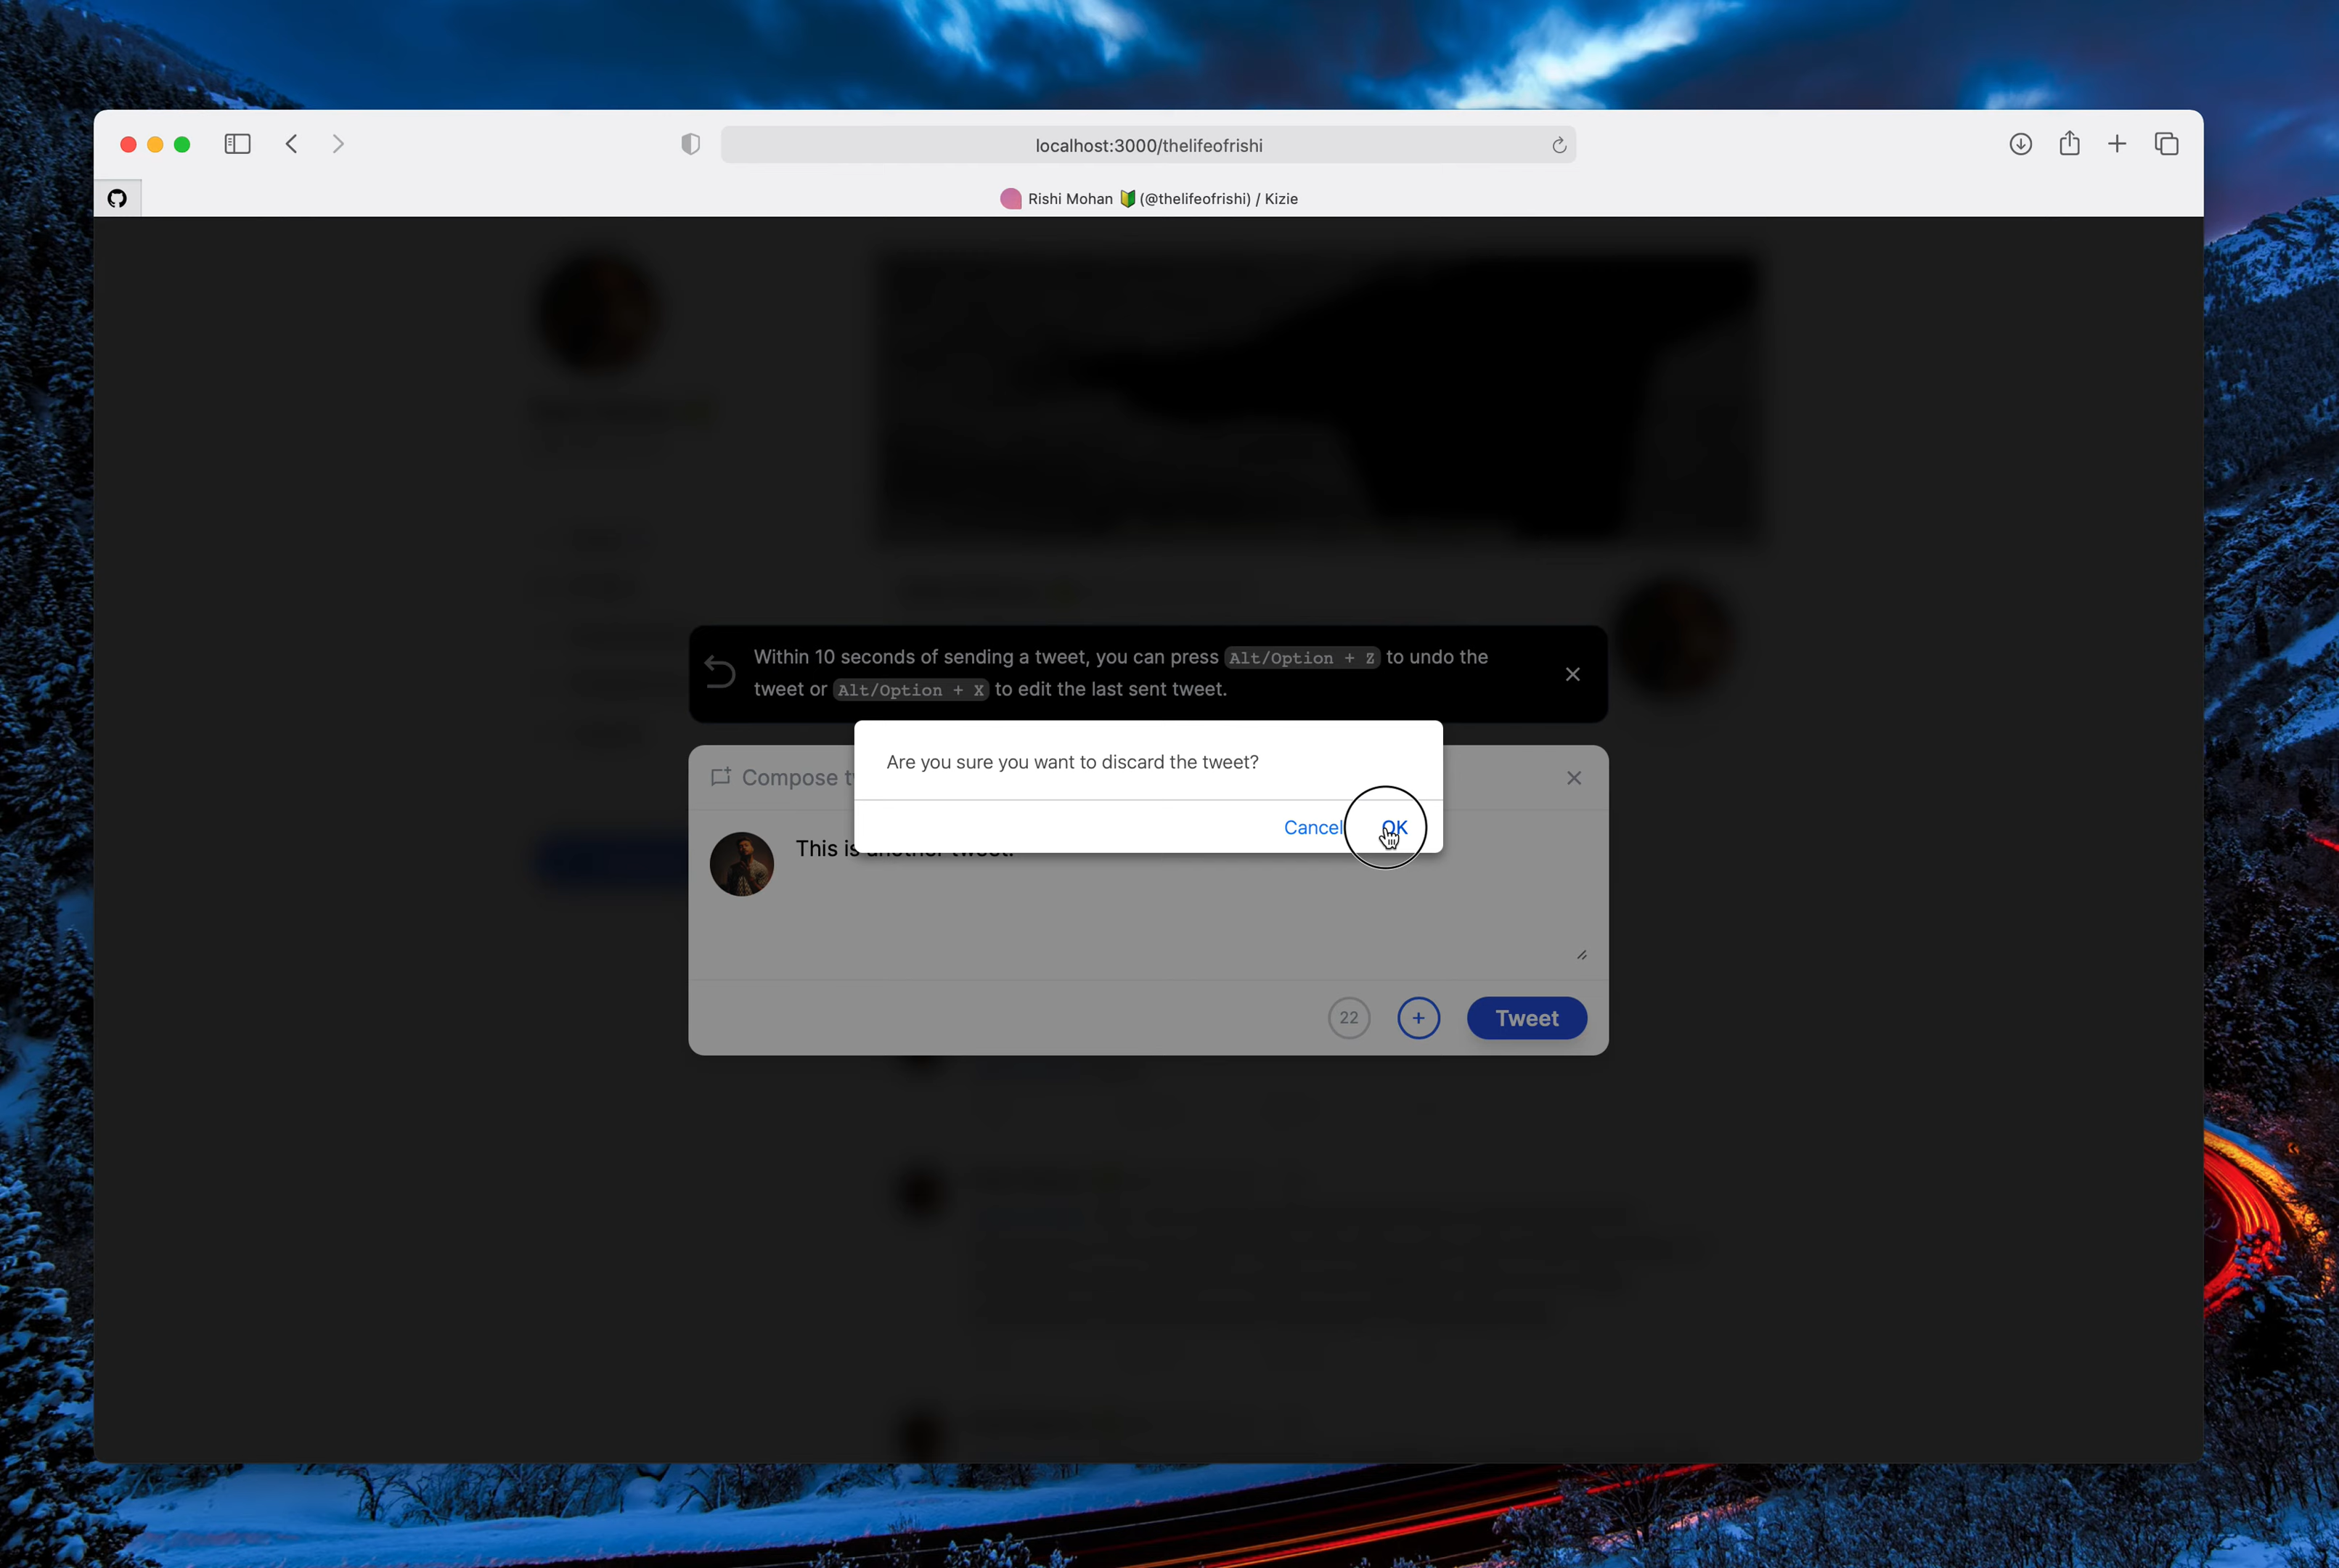 localhost:3000/thelifeofrishi
Rishi Mohan 🔰 (@thelifeofrishi) / Kizie
Within 10 seconds of sending a tweet, you can press Alt/Option + Z to undo the
tweet or Alt/Option + X to edit the last sent tweet.
Are you sure you want to discard the tweet?
Cancel OK
Compose
This is another tweet.
22 + Tweet